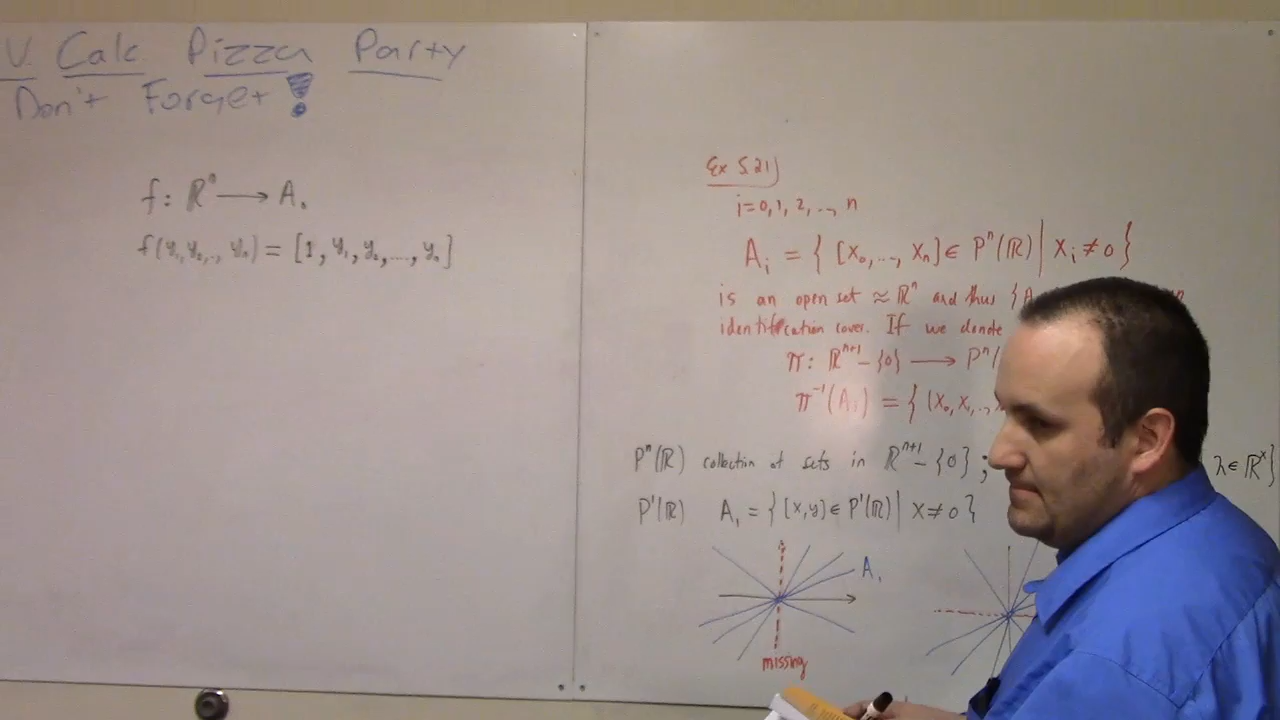 V Calc Pizza Party
Don't Forget!
f: ℝⁿ ⟶ A₀
f(y₁, y₂, .., yₙ) = [1, y₁, y₂, ..., yₙ]
Ex 5.21)
i=0, 1, 2, .., n
Aᵢ = { [x₀, ..., xₙ] ∈ Pⁿ(ℝ) | xᵢ ≠ 0 }
is an open set ≈ ℝⁿ and thus {A
identification cover. If we denote
π: ℝⁿ⁺¹ - {0} ⟶ Pⁿ(
π⁻¹(Aᵢ) = { (x₀, x₁, ..,
Pⁿ(ℝ) collection of sets in ℝⁿ⁺¹ - {0} ; λ ∈ ℝˣ}
P¹(ℝ) A₁ = { [x, y] ∈ P¹(ℝ) | x ≠ 0 }
A₁
missing